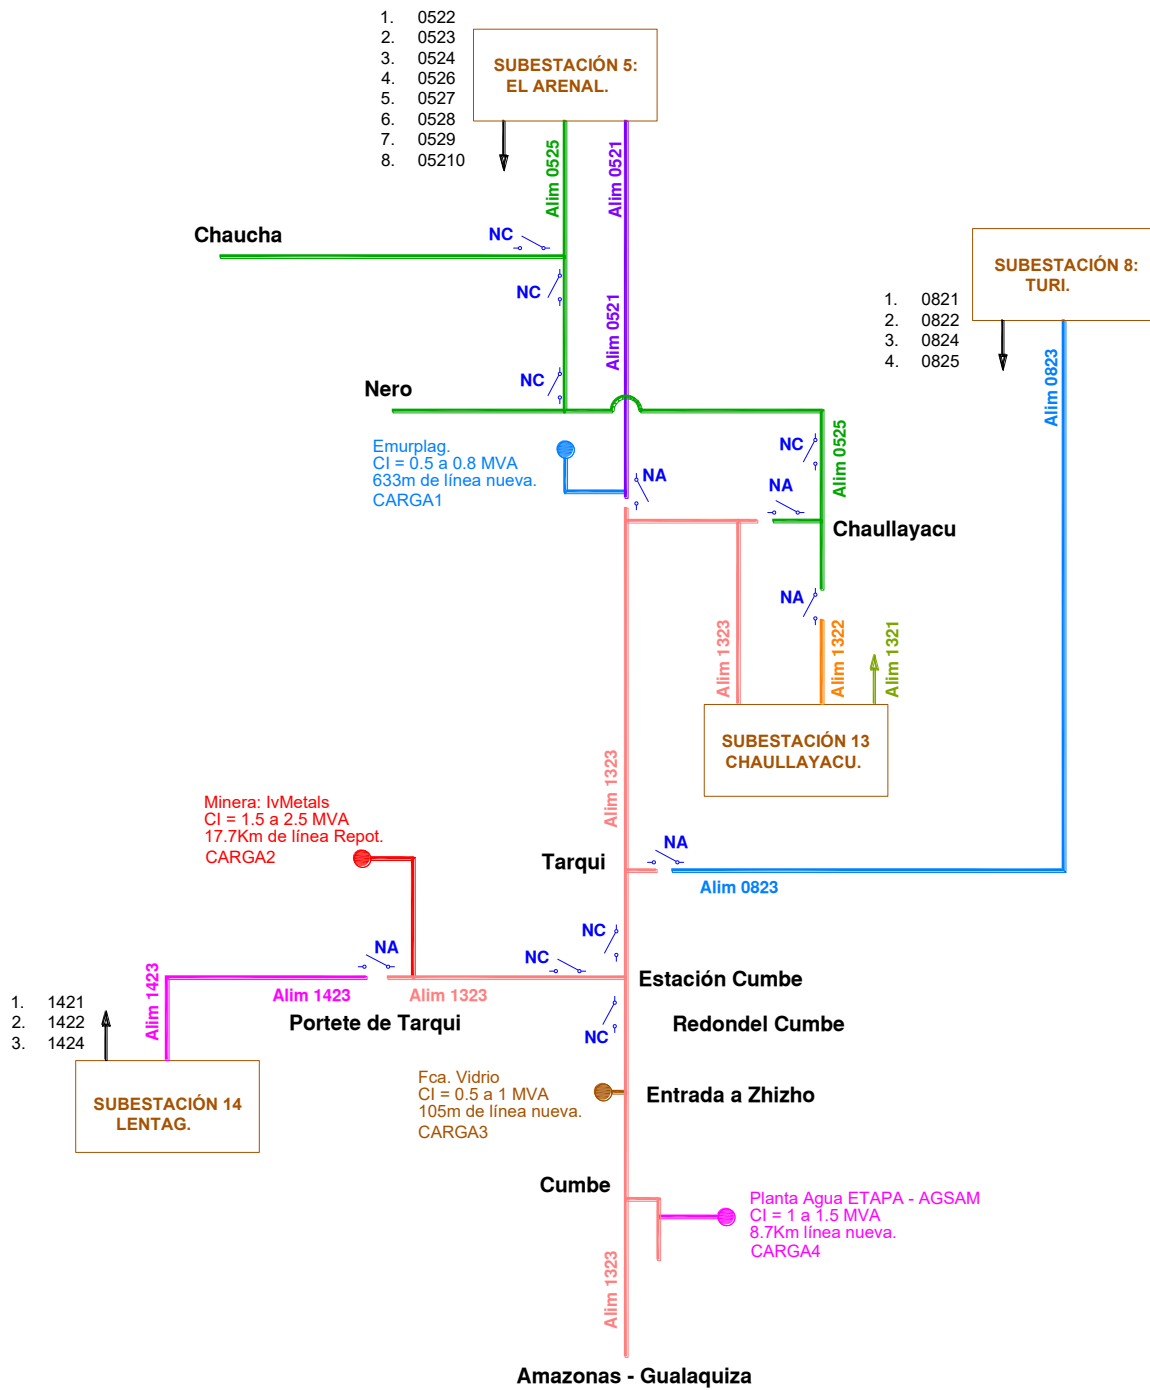 1. 0522
2. 0523
3. 0524
4. 0526
5. 0527
6. 0528
7. 0529
8. 05210
SUBESTACIÓN 5:
EL ARENAL.
Alim 0525
Alim 0521
Chaucha
NC
NC
Alim 0521
SUBESTACIÓN 8:
TURI.
1. 0821
2. 0822
3. 0824
4. 0825
Alim 0823
NC
Nero
Emurplag.
CI = 0.5 a 0.8 MVA
633m de línea nueva.
CARGA1
NC
Alim 0525
NA
NA
Chaullayacu
NA
Alim 1323
Alim 1322
Alim 1321
SUBESTACIÓN 13
CHAULLAYACU.
Alim 1323
Minera: IvMetals
CI = 1.5 a 2.5 MVA
17.7Km de línea Repot.
CARGA2
Tarqui
NA
Alim 0823
NC
NA
NC
Estación Cumbe
Alim 1423
Alim 1423
Alim 1323
1. 1421
2. 1422
3. 1424
Portete de Tarqui
NC
Redondel Cumbe
SUBESTACIÓN 14
LENTAG.
Fca. Vidrio
CI = 0.5 a 1 MVA
105m de línea nueva.
CARGA3
Entrada a Zhizho
Cumbe
Planta Agua ETAPA - AGSAM
CI = 1 a 1.5 MVA
8.7Km línea nueva.
CARGA4
Alim 1323
Amazonas - Gualaquiza